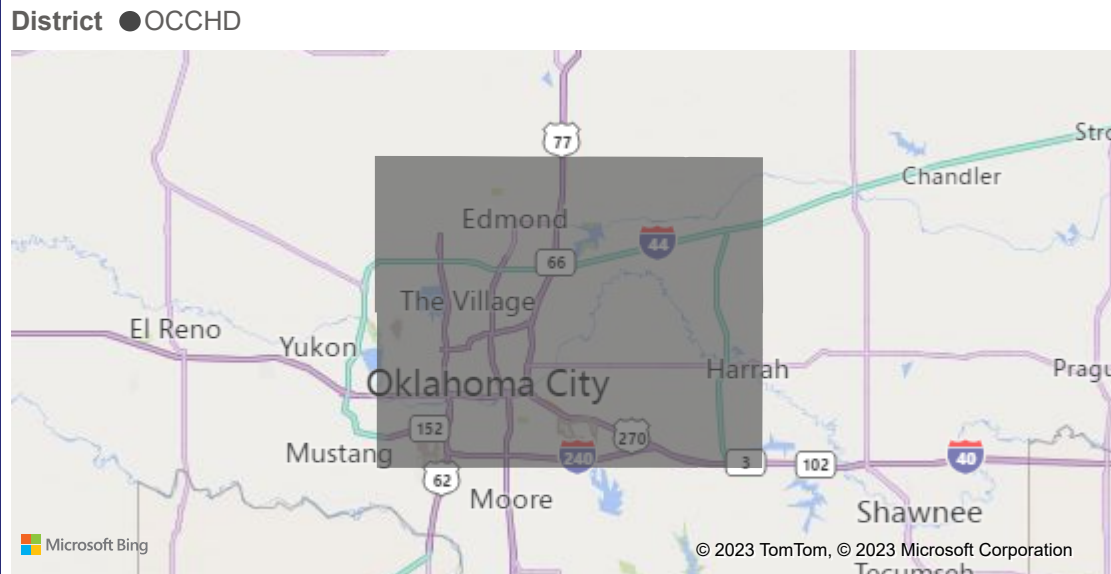 District OCCHD
77
Stro
Chandler
Edmond
44
66
The Village
El Reno
Yukon
Harrah
Pragu
Oklahoma City
152
270
Mustang
240
3
102
40
62
Moore
Shawnee
Microsoft Bing
© 2023 TomTom, © 2023 Microsoft Corporation
Tecumseh